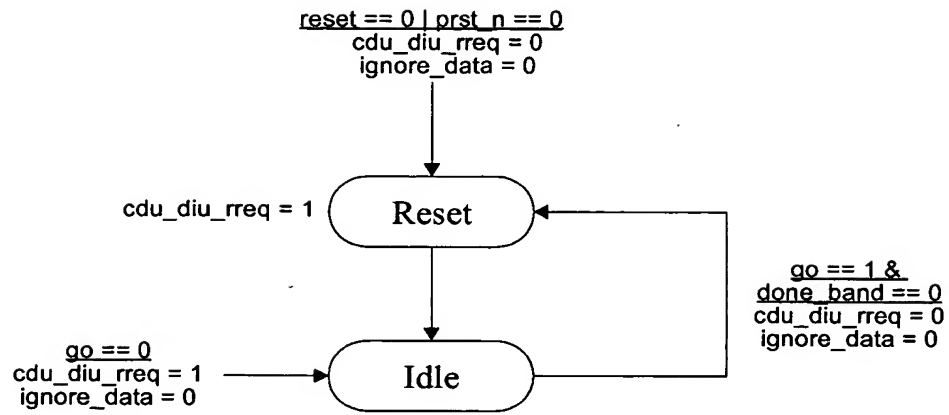 reset == 0 | prst_n == 0
cdu_diu_rreq = 0
ignore_data = 0
cdu_diu_rreq = 1
Reset
go == 1 &
done_band == 0
cdu_diu_rreq = 0
ignore_data = 0
go == 0
cdu_diu_rreq = 1
ignore_data = 0
Idle